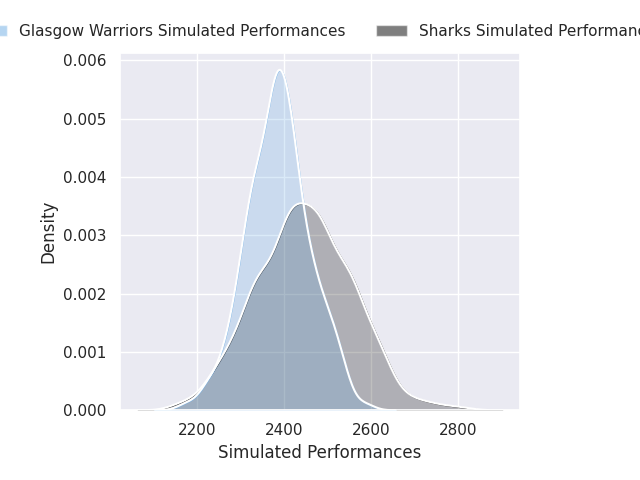 Glasgow Warriors Simulated Performances Sharks Simulated
0.006
0.005
0.004
0.003
0.002
0.001
0.000
Density
2200 2400 2600 2800
Simulated Performances